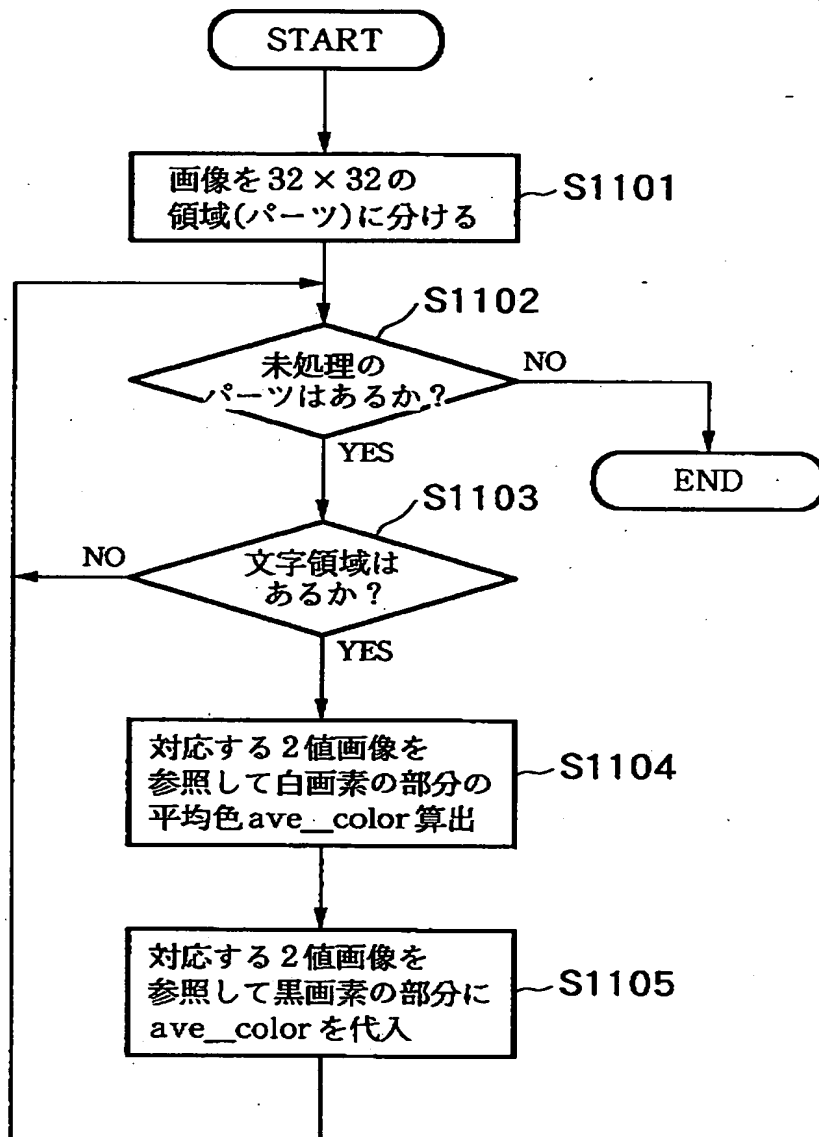 START
画像を32×32の
領域(パーツ)に分ける
S1101
S1102
未処理の
パーツはあるか?
NO
YES
END
S1103
文字領域は
あるか?
NO
YES
対応する2値画像を
参照して白画素の部分の
平均色ave__color算出
S1104
対応する2値画像を
参照して黒画素の部分に
ave__colorを代入
S1105